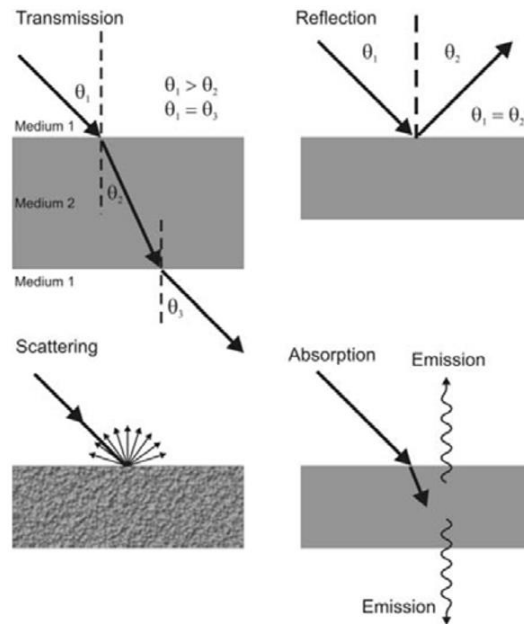 Transmission
θ₁
θ₁ > θ₂
θ₁ = θ₃
Medium 1
θ₂
Medium 2
Medium 1
θ₃
Reflection
θ₁
θ₂
θ₁ = θ₂
Scattering
Absorption
Emission
Emission